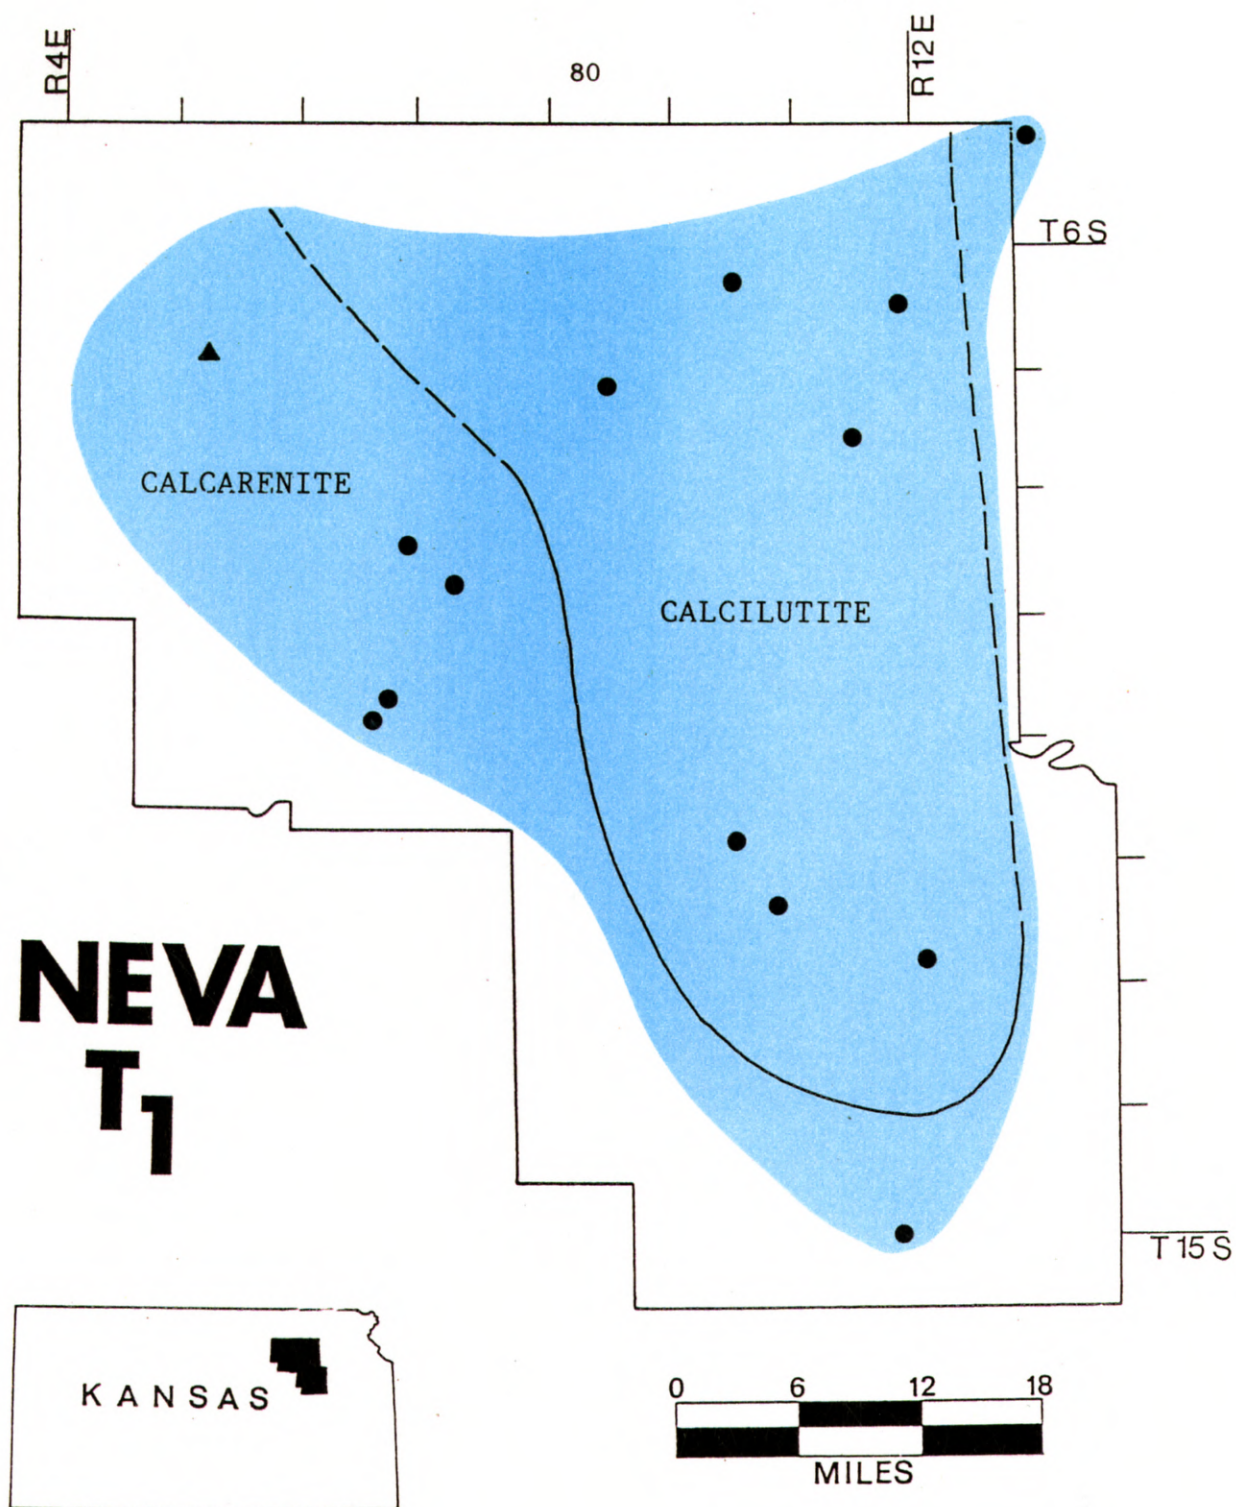 R4E
80
R12E
T6S
CALCARENITE
CALCILUTITE
NEVA
T1
T15S
KANSAS
0 6 12 18
MILES